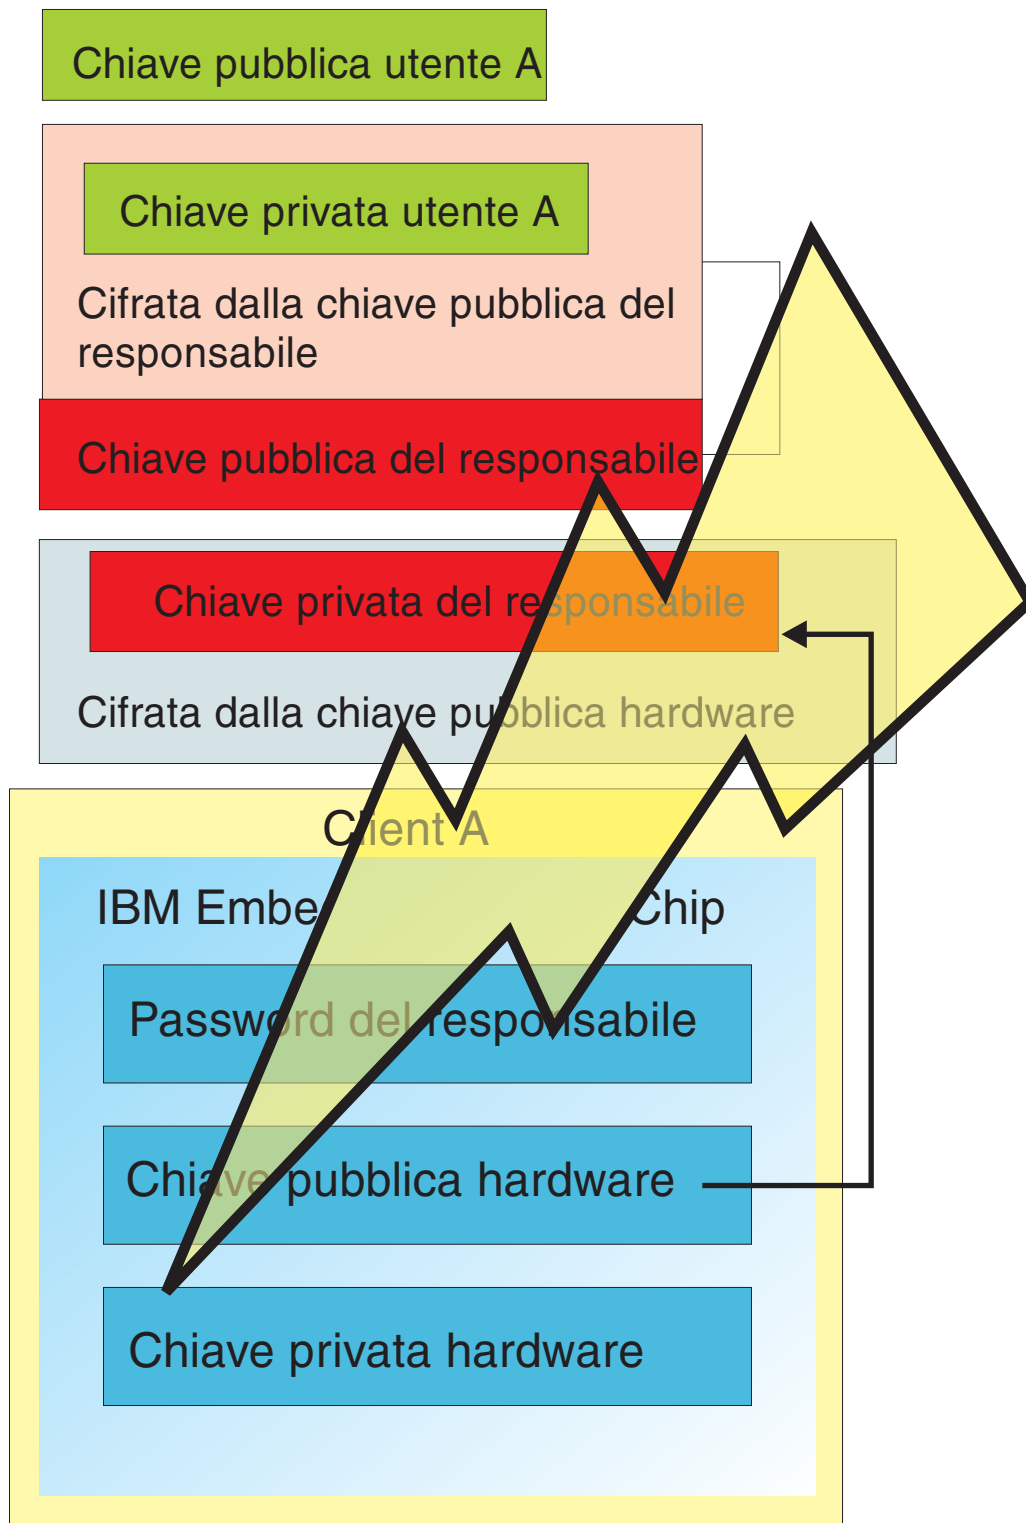 Chiave pubblica utente A
Chiave privata utente A
Cifrata dalla chiave pubblica del
responsabile
Chiave pubblica del responsabile
Chiave privata del responsabile
Cifrata dalla chiave pubblica hardware
Client A
IBM Chip
Password del responsabile
Chiave pubblica hardware
Chiave privata hardware